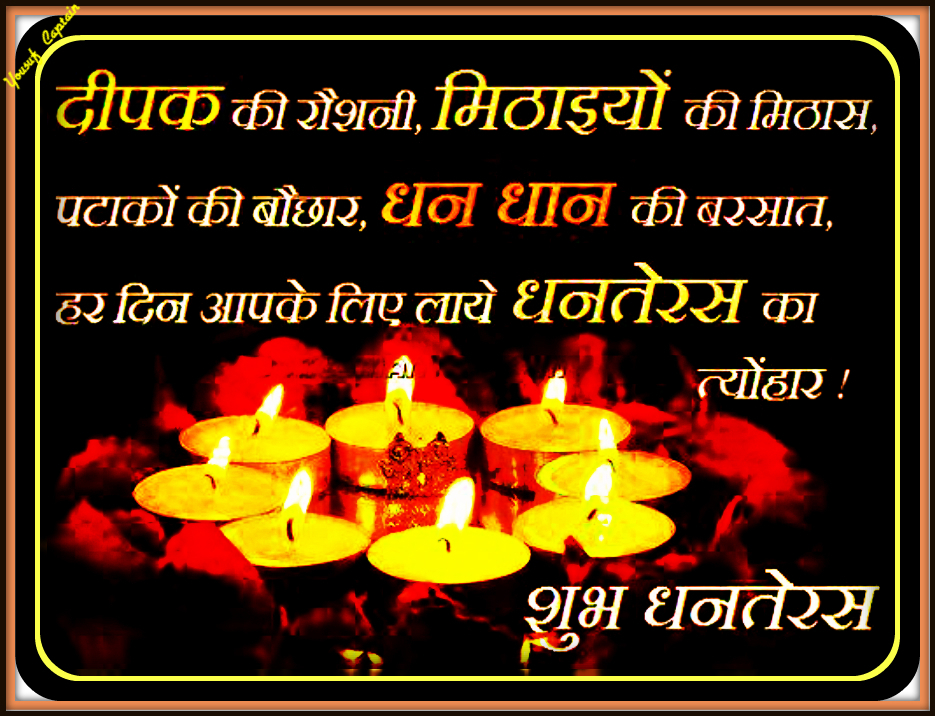 Yousuf Captain
दीपक की रौशनी, मिठाइयों की मिठास,
पटाकों की बौछार, धन धान की बरसात,
हर दिन आपके लिए लाये धनतेरस का
त्योंहार !
शुभ धनतेरस